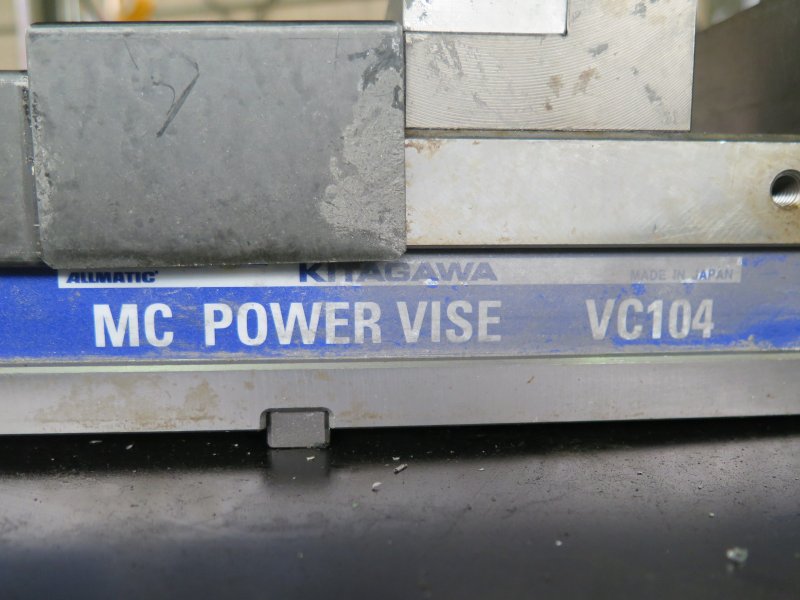 ALLMATIC KITAGAWA MADE IN JAPAN
MC POWER VISE VC104